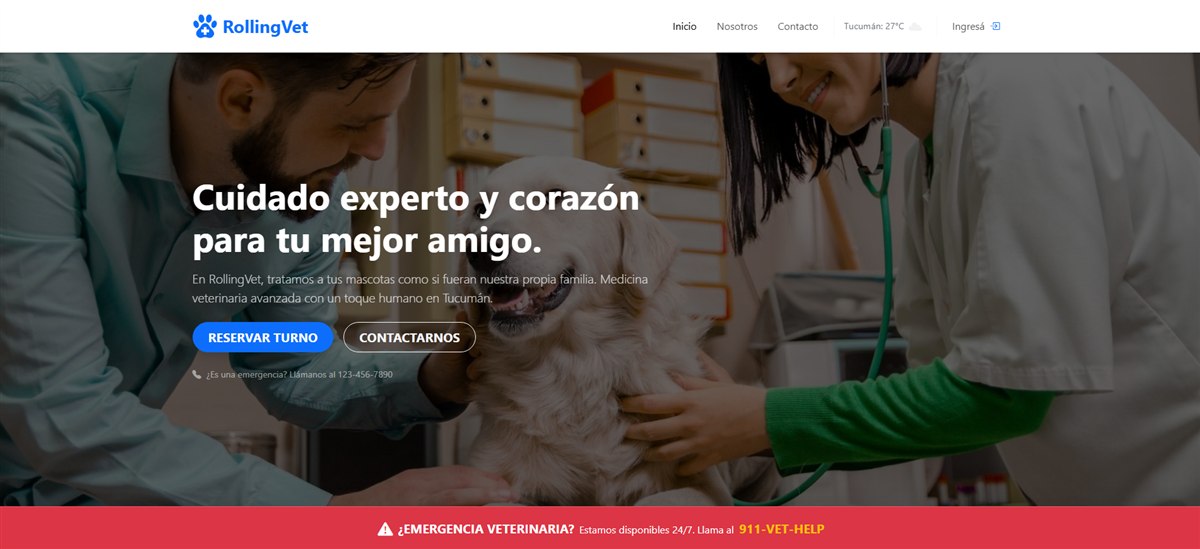 RollingVet
Inicio
Nosotros
Contacto
Tucumán: 27°C
Ingresá
Cuidado experto y corazón
para tu mejor amigo.
En RollingVet, tratamos a tus mascotas como si fueran nuestra propia familia. Medicina
veterinaria avanzada con un toque humano en Tucumán.
RESERVAR TURNO
CONTACTARNOS
¿Es una emergencia? Llámanos al 123-456-7890
¿EMERGENCIA VETERINARIA? Estamos disponibles 24/7. Llama al 911-VET-HELP